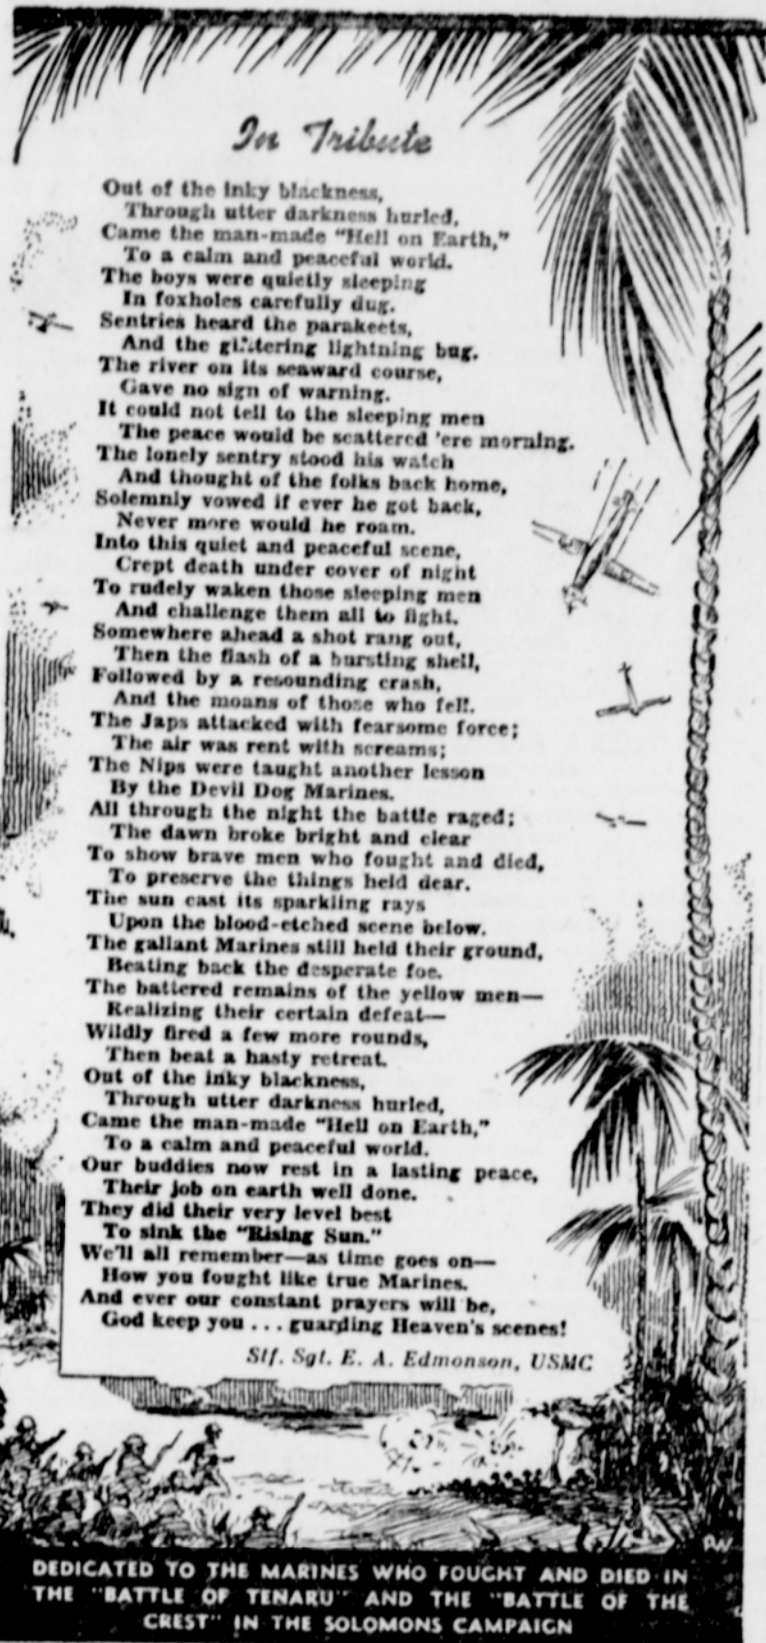 In Tribute
Out of the inky blackness,
Through utter darkness hurled,
Came the man-made "Hell on Earth,"
To a calm and peaceful world.
The boys were quietly sleeping
In foxholes carefully dug.
Sentries heard the parakeets,
And the glittering lightning bug.
The river on its seaward course,
Gave no sign of warning.
It could not tell to the sleeping men
The peace would be scattered 'ere morning.
The lonely sentry stood his watch
And thought of the folks back home,
Solemnly vowed if ever he got back,
Never more would he roam.
Into this quiet and peaceful scene,
Crept death under cover of night
To rudely waken those sleeping men
And challenge them all to fight.
Somewhere ahead a shot rang out,
Then the flash of a bursting shell,
Followed by a resounding crash,
And the moans of those who fell.
The Japs attacked with fearsome force;
The air was rent with screams;
The Nips were taught another lesson
By the Devil Dog Marines.
All through the night the battle raged;
The dawn broke bright and clear
To show brave men who fought and died,
To preserve the things held dear.
The sun cast its sparkling rays
Upon the blood-etched scene below.
The gallant Marines still held their ground,
Beating back the desperate foe.
The battered remains of the yellow men—
Realizing their certain defeat—
Wildly fired a few more rounds,
Then beat a hasty retreat.
Out of the inky blackness,
Through utter darkness hurled,
Came the man-made "Hell on Earth,"
To a calm and peaceful world.
Our buddies now rest in a lasting peace,
Their job on earth well done.
They did their very level best
To sink the "Rising Sun."
We'll all remember—as time goes on—
How you fought like true Marines.
And ever our constant prayers will be,
God keep you . . . guarding Heaven's scenes!
Stf. Sgt. E. A. Edmonson, USMC
DEDICATED TO THE MARINES WHO FOUGHT AND DIED IN
THE "BATTLE OF TENARU" AND THE "BATTLE OF THE
CREST" IN THE SOLOMONS CAMPAIGN